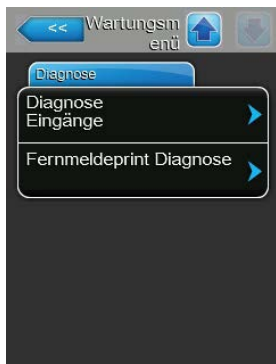 << Wartungsm
enü
Diagnose
Diagnose
Eingänge
Fernmeldeprint Diagnose